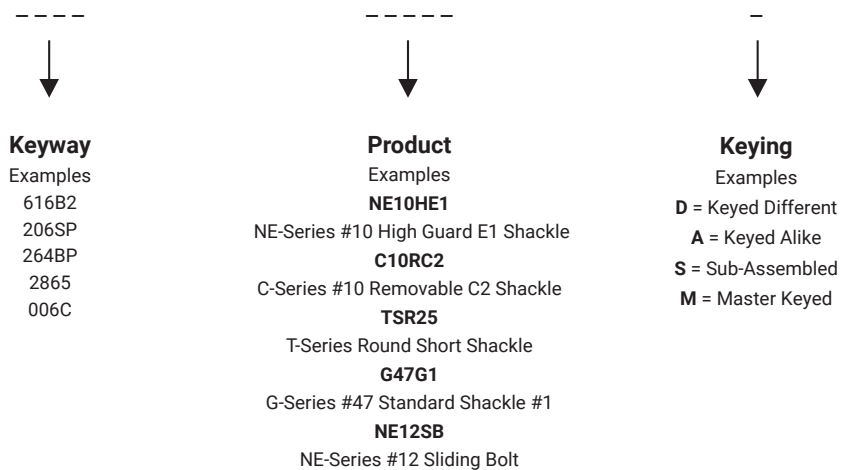 _ _ _ _
_ _ _ _ _
_
Keyway
Examples
616B2
206SP
264BP
2865
006C
Product
Examples
NE10HE1
NE-Series #10 High Guard E1 Shackle
C10RC2
C-Series #10 Removable C2 Shackle
TSR25
T-Series Round Short Shackle
G47G1
G-Series #47 Standard Shackle #1
NE12SB
NE-Series #12 Sliding Bolt
Keying
Examples
D = Keyed Different
A = Keyed Alike
S = Sub-Assembled
M = Master Keyed